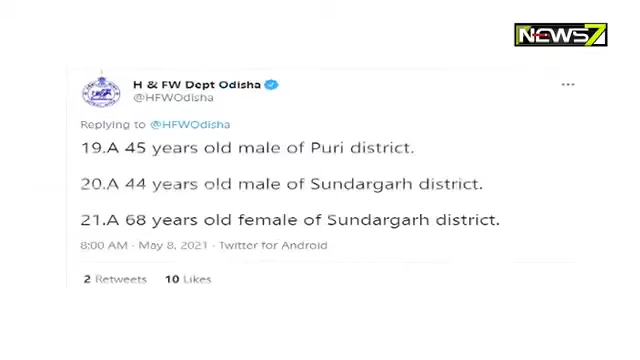 NEWS7
H & FW Dept Odisha
@HFWOdisha
Replying to @HFWOdisha
19.A 45 years old male of Puri district.
20.A 44 years old male of Sundargarh district.
21.A 68 years old female of Sundargarh district.
8:00 AM · May 8, 2021 · Twitter for Android
2 Retweets 10 Likes